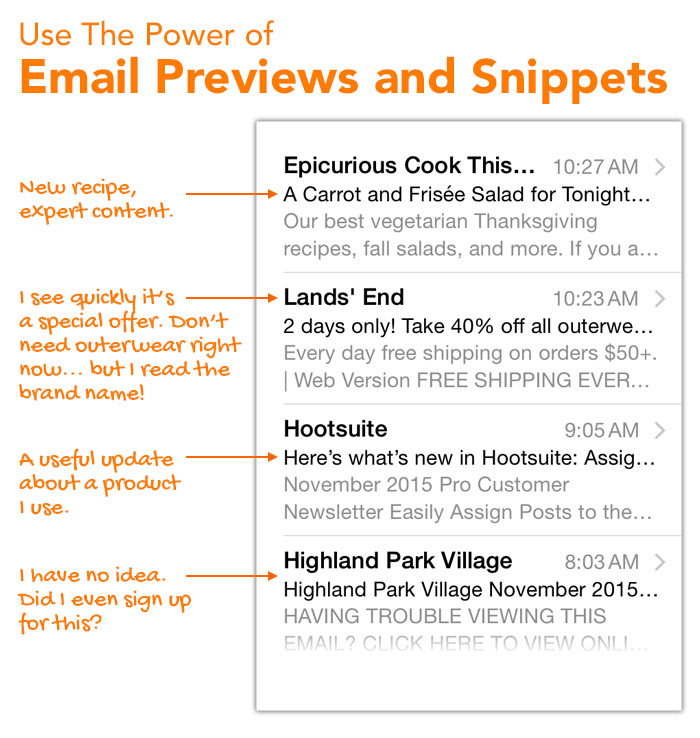 Use The Power of
Email Previews and Snippets
New recipe,
expert content.
Epicurious Cook This... 10:27 AM
A Carrot and Frisée Salad for Tonight...
Our best vegetarian Thanksgiving
recipes, fall salads, and more. If you a...
I see quickly it's
a special offer. Don't
need outerwear right
now... but I read the
brand name!
Lands' End 10:23 AM
2 days only! Take 40% off all outerwe...
Every day free shipping on orders $50+.
| Web Version FREE SHIPPING EVER...
A useful update
about a product
I use.
Hootsuite 9:05 AM
Here's what's new in Hootsuite: Assig...
November 2015 Pro Customer
Newsletter Easily Assign Posts to the...
I have no idea.
Did I even sign up
for this?
Highland Park Village 8:03 AM
Highland Park Village November 2015...
HAVING TROUBLE VIEWING THIS
EMAIL? CLICK HERE TO VIEW ONLI...